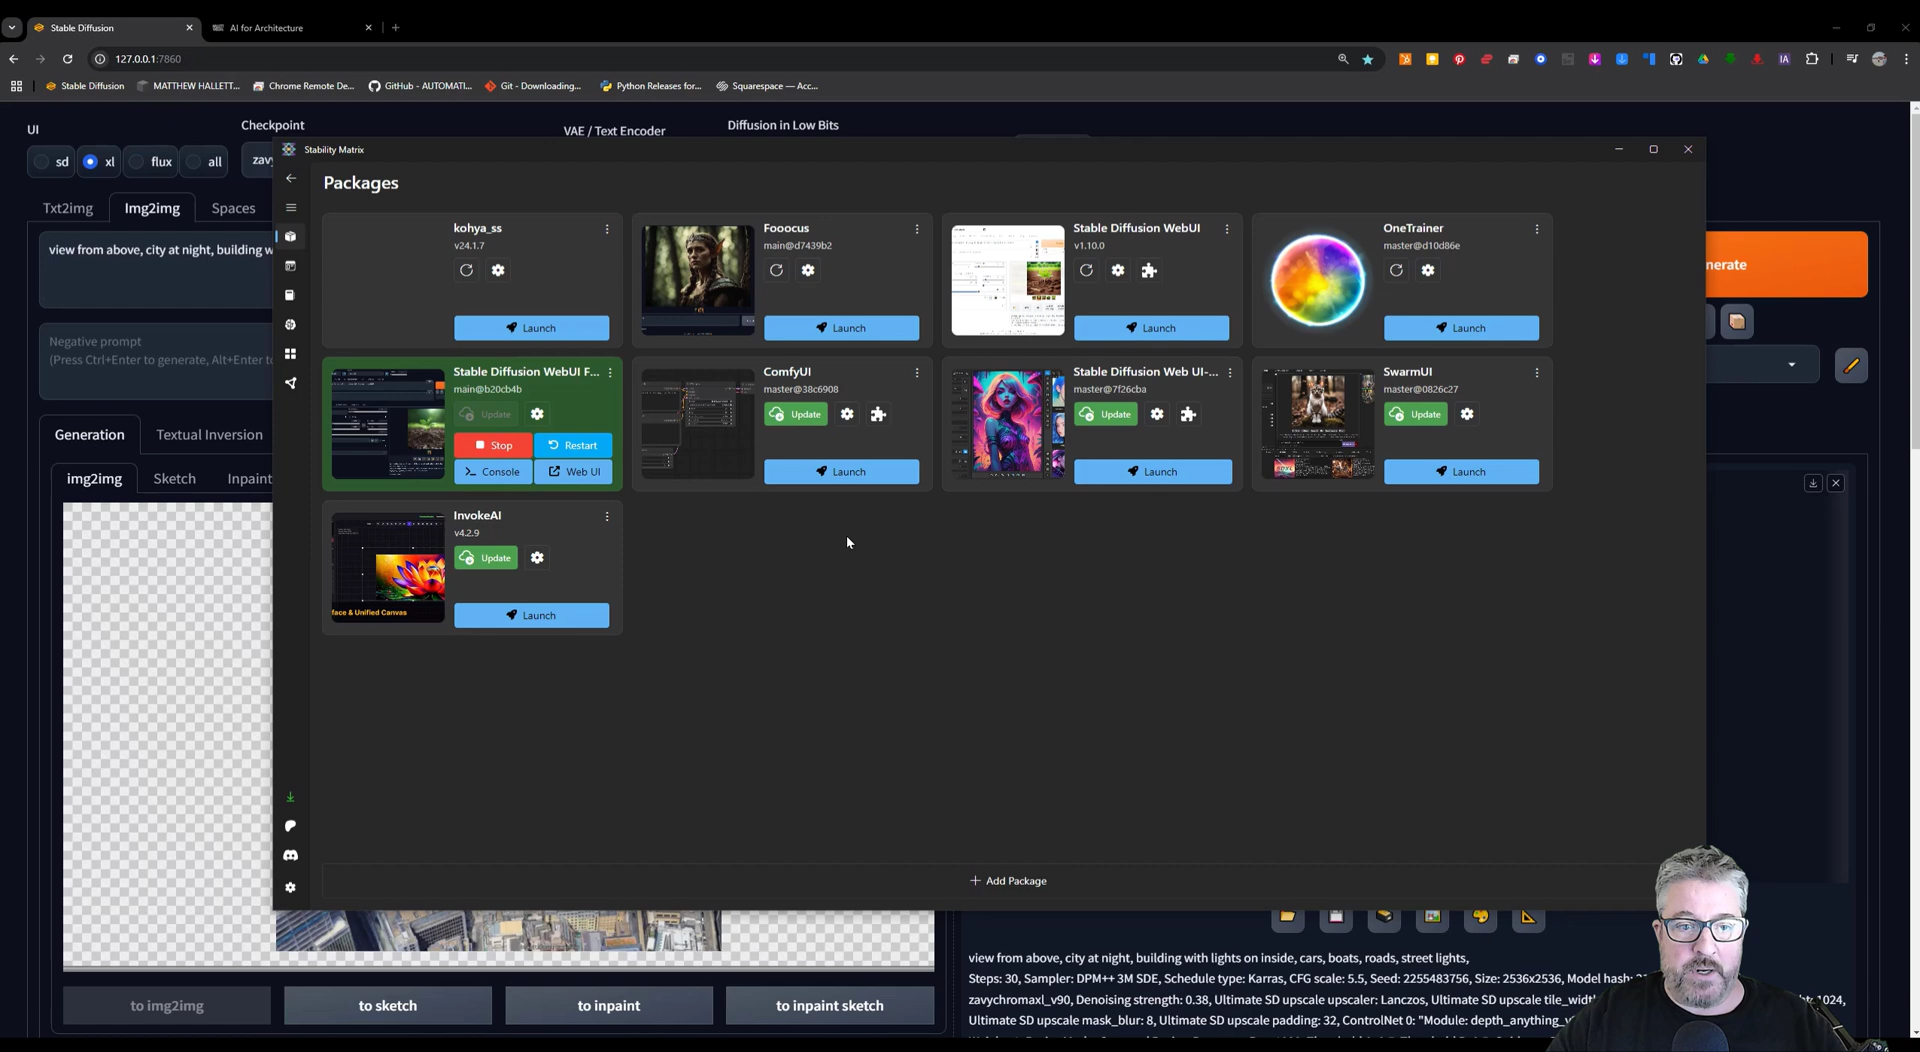 Stable Diffusion
AI for Architecture
127.0.0.1:7860
Stable Diffusion
MATTHEW HALLETT...
Chrome Remote De...
GitHub - AUTOMATI...
Git - Downloading...
Python Releases for...
Squarespace — Acc...
UI
Checkpoint
VAE / Text Encoder
Diffusion in Low Bits
sd
xl
flux
all
zavy
Txt2img
Img2img
Spaces
view from above, city at night, building w
Negative prompt
(Press Ctrl+Enter to generate, Alt+Enter to
nerate
Generation
Textual Inversion
img2img
Sketch
Inpaint
Stability Matrix
Packages
kohya_ss
v24.1.7
Launch
Fooocus
main@d7439b2
Launch
Stable Diffusion WebUI
v1.10.0
Launch
OneTrainer
master@d10d86e
Launch
Stable Diffusion WebUI F...
main@b20cb4b
Update
Stop
Restart
Console
Web UI
ComfyUI
master@38c6908
Update
Launch
Stable Diffusion Web UI-...
master@7f26cba
Update
Launch
SwarmUI
master@0826c27
Update
Launch
InvokeAI
v4.2.9
Update
Launch
face & Unified Canvas
Add Package
to img2img
to sketch
to inpaint
to inpaint sketch
view from above, city at night, building with lights on inside, cars, boats, roads, street lights,
Steps: 30, Sampler: DPM++ 3M SDE, Schedule type: Karras, CFG scale: 5.5, Seed: 2255483756, Size: 2536x2536, Model hash:
zavychromaxl_v90, Denoising strength: 0.38, Ultimate SD upscale upscaler: Lanczos, Ultimate SD upscale tile_width 1024,
Ultimate SD upscale mask_blur: 8, Ultimate SD upscale padding: 32, ControlNet 0: "Module: depth_anything_v